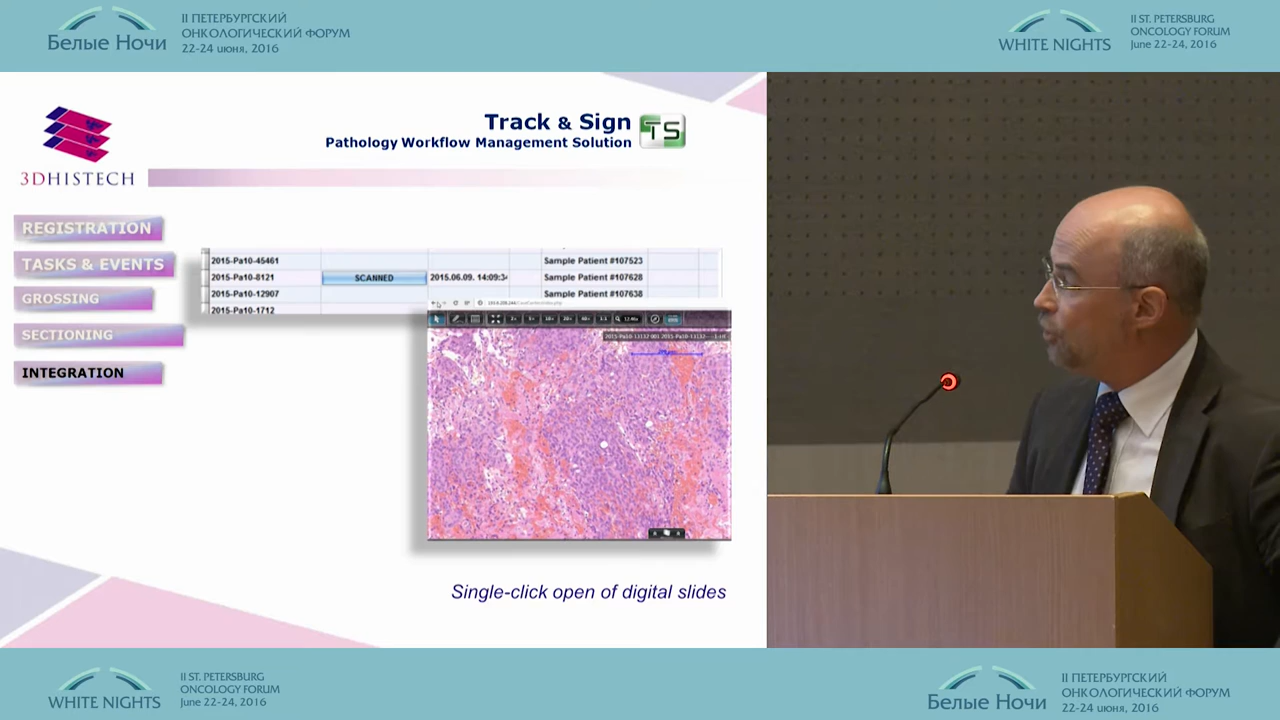 Белые Ночи
II ПЕТЕРБУРГСКИЙ
ОНКОЛОГИЧЕСКИЙ ФОРУМ
22-24 июня, 2016
WHITE NIGHTS
II ST. PETERSBURG
ONCOLOGY FORUM
June 22-24, 2016
3DHISTECH
Track & Sign
Pathology Workflow Management Solution
TS
REGISTRATION
TASKS & EVENTS
GROSSING
SECTIONING
INTEGRATION
2015-Pa10-45461 Sample Patient #107523
2015-Pa10-8121 SCANNED 2015.06.09. 14:09:3 Sample Patient #107628
2015-Pa10-12907 Sample Patient #107638
2015-Pa10-1712
Single-click open of digital slides
WHITE NIGHTS
II ST. PETERSBURG
ONCOLOGY FORUM
June 22-24, 2016
Белые Ночи
II ПЕТЕРБУРГСКИЙ
ОНКОЛОГИЧЕСКИЙ ФОРУМ
22-24 июня, 2016